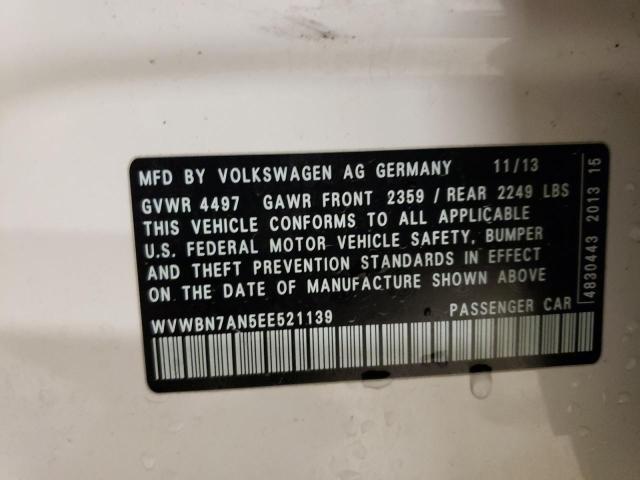 MFD BY VOLKSWAGEN AG GERMANY 11/13
GVWR 4497 GAWR FRONT 2359 / REAR 2249 LBS
THIS VEHICLE CONFORMS TO ALL APPLICABLE
U.S. FEDERAL MOTOR VEHICLE SAFETY, BUMPER
AND THEFT PREVENTION STANDARDS IN EFFECT
ON THE DATE OF MANUFACTURE SHOWN ABOVE
WVWBN7AN5EE521139 PASSENGER CAR
4830443 2013 15